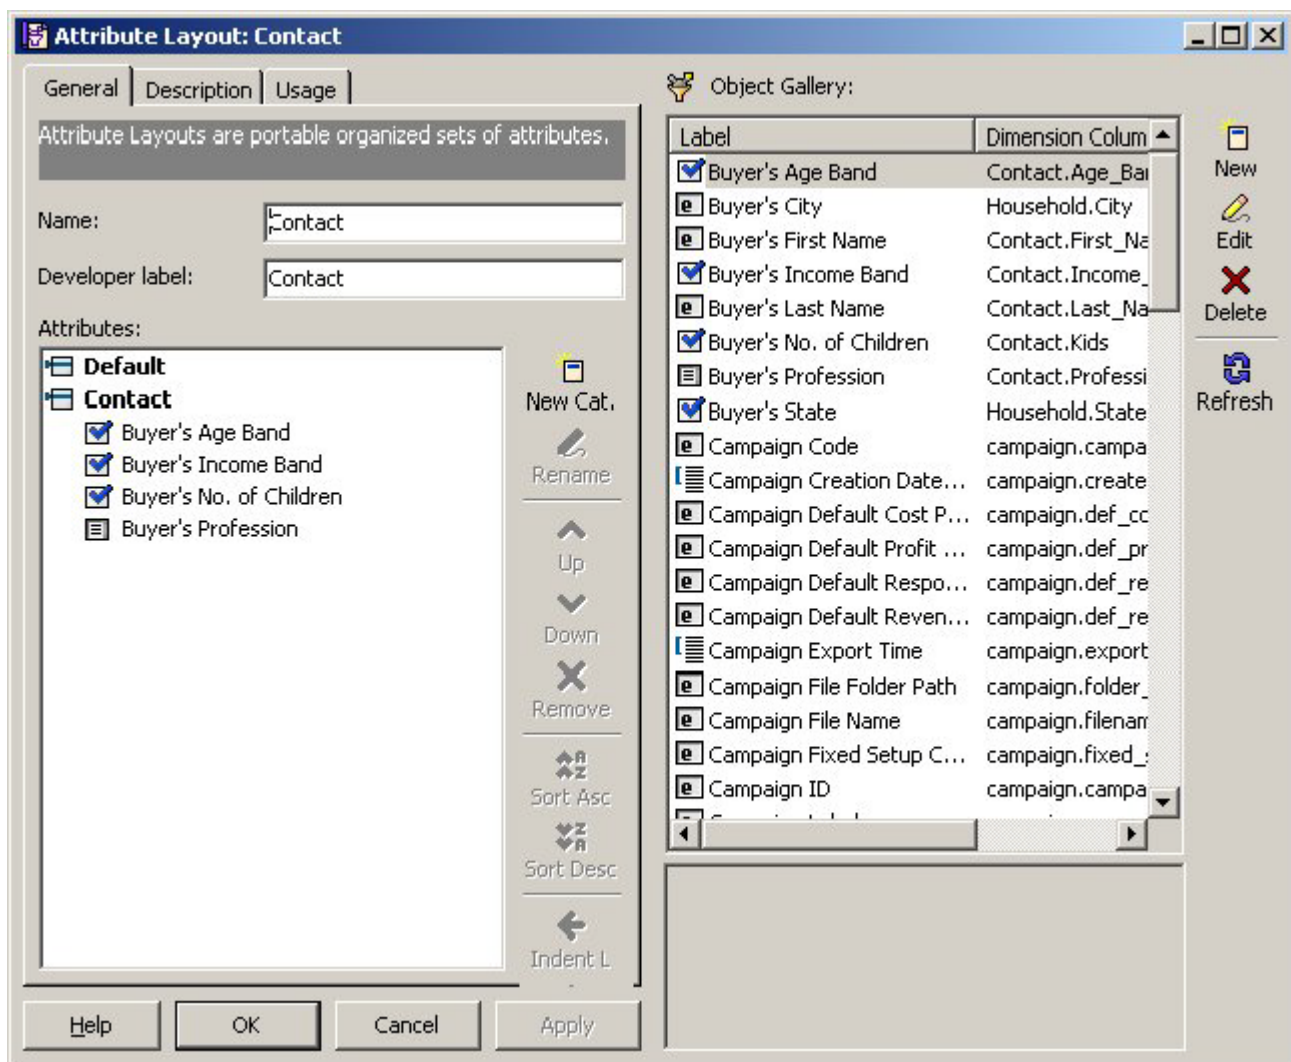 Attribute Layout: Contact
General Description Usage
Attribute Layouts are portable organized sets of attributes.
Name: Contact
Developer label: Contact
Attributes:
Default
Contact
Buyer's Age Band
Buyer's Income Band
Buyer's No. of Children
Buyer's Profession
New Cat.
Rename
Up
Down
Remove
Sort Asc
Sort Desc
Indent L
Help OK Cancel Apply
Object Gallery:
Label Dimension Colum
Buyer's Age Band Contact.Age_Ba
Buyer's City Household.City
Buyer's First Name Contact.First_Na
Buyer's Income Band Contact.Income_
Buyer's Last Name Contact.Last_Na
Buyer's No. of Children Contact.Kids
Buyer's Profession Contact.Professi
Buyer's State Household.State
Campaign Code campaign.campa
Campaign Creation Date... campaign.create
Campaign Default Cost P... campaign.def_cc
Campaign Default Profit ... campaign.def_pr
Campaign Default Respo... campaign.def_re
Campaign Default Reven... campaign.def_re
Campaign Export Time campaign.export
Campaign File Folder Path campaign.folder_
Campaign File Name campaign.filenam
Campaign Fixed Setup C... campaign.fixed_
Campaign ID campaign.campa
New
Edit
Delete
Refresh